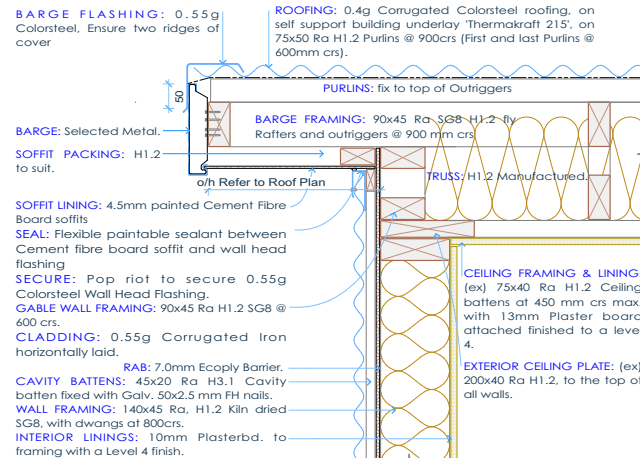 BARGE FLASHING: 0.55g
Colorsteel, Ensure two ridges of
cover
ROOFING: 0.4g Corrugated Colorsteel roofing, on
self support building underlay 'Thermakraft 215', on
75x50 Ra H1.2 Purlins @ 900crs (First and last Purlins @
600mm crs).
PURLINS: fix to top of Outriggers
50
BARGE FRAMING: 90x45 Ra SG8 H1.2 fly
Rafters and outriggers @ 900 mm crs
BARGE: Selected Metal.
SOFFIT PACKING: H1.2
to suit.
TRUSS: H1.2 Manufactured.
o/h Refer to Roof Plan
SOFFIT LINING: 4.5mm painted Cement Fibre
Board soffits
SEAL: Flexible paintable sealant between
Cement fibre board soffit and wall head
flashing
SECURE: Pop riot to secure 0.55g
Colorsteel Wall Head Flashing.
GABLE WALL FRAMING: 90x45 Ra H1.2 SG8 @
600 crs.
CLADDING: 0.55g Corrugated Iron
horizontally laid.
RAB: 7.0mm Ecoply Barrier.
CAVITY BATTENS: 45x20 Ra H3.1 Cavity
batten fixed with Galv. 50x2.5 mm FH nails.
WALL FRAMING: 140x45 Ra, H1.2 Kiln dried
SG8, with dwangs at 800crs.
INTERIOR LININGS: 10mm Plasterbd. to
framing with a Level 4 finish.
CEILING FRAMING & LINING:
(ex) 75x40 Ra H1.2 Ceiling
battens at 450 mm crs max.
with 13mm Plaster board
attached finished to a level
4.
EXTERIOR CEILING PLATE: (ex)
200x40 Ra H1.2, to the top of
all walls.